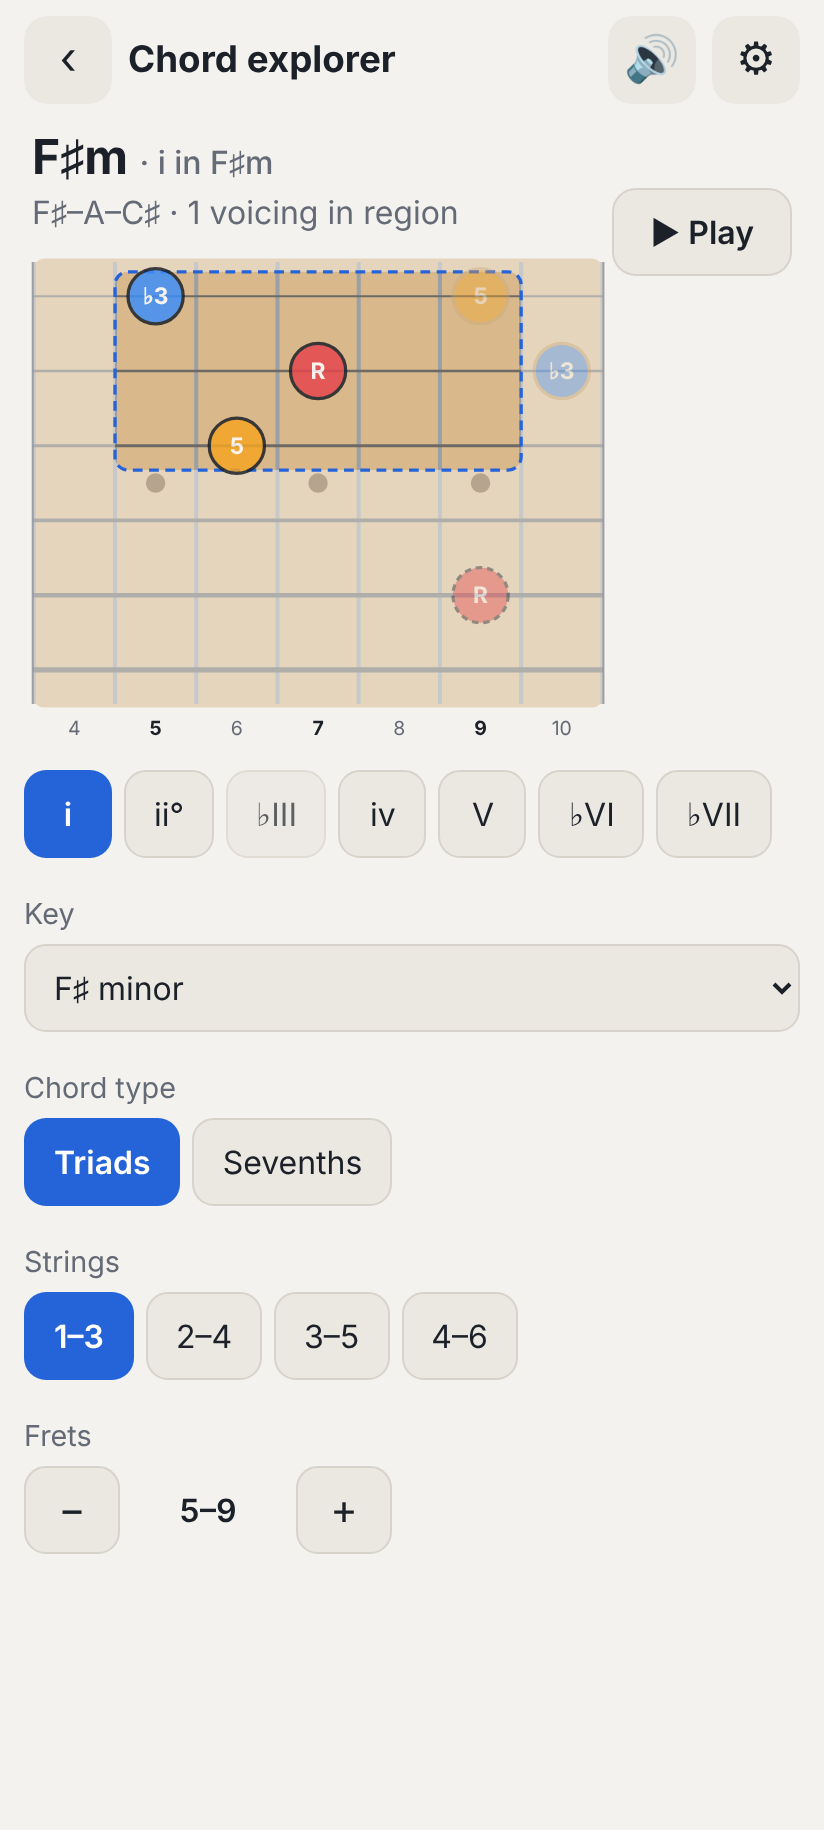 ‹ Chord explorer
F♯m · i in F♯m
F♯–A–C♯ · 1 voicing in region
▶ Play
♭3 5
R ♭3
5
R
4 5 6 7 8 9 10
i ii° ♭III iv V ♭VI ♭VII
Key
F♯ minor
Chord type
Triads Sevenths
Strings
1–3 2–4 3–5 4–6
Frets
− 5–9 +